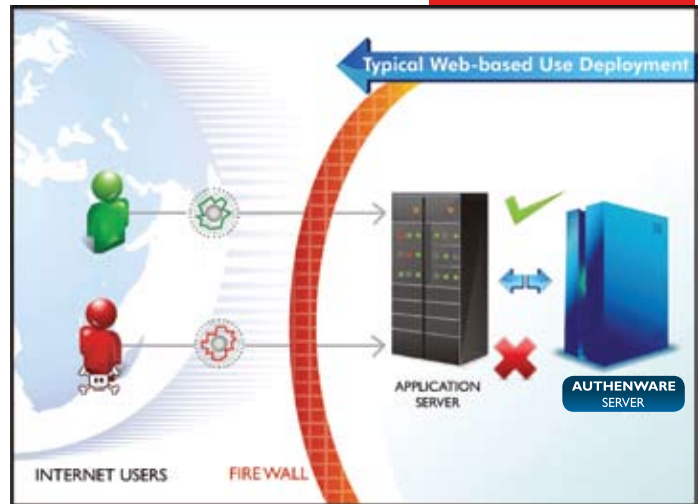 Typical Web-based Use Deployment
APPLICATION
SERVER
AUTHENWARE
SERVER
INTERNET USERS
FIREWALL